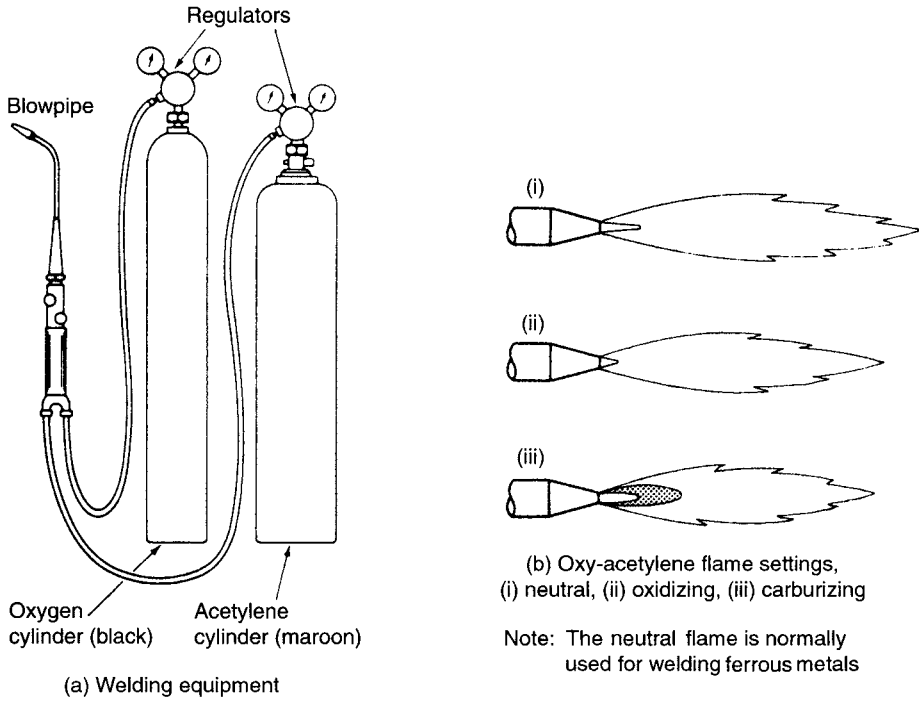 Regulators
Blowpipe
Oxygen
cylinder (black)
Acetylene
cylinder (maroon)
(a) Welding equipment
(i)
(ii)
(iii)
(b) Oxy-acetylene flame settings,
(i) neutral, (ii) oxidizing, (iii) carburizing
Note: The neutral flame is normally
used for welding ferrous metals